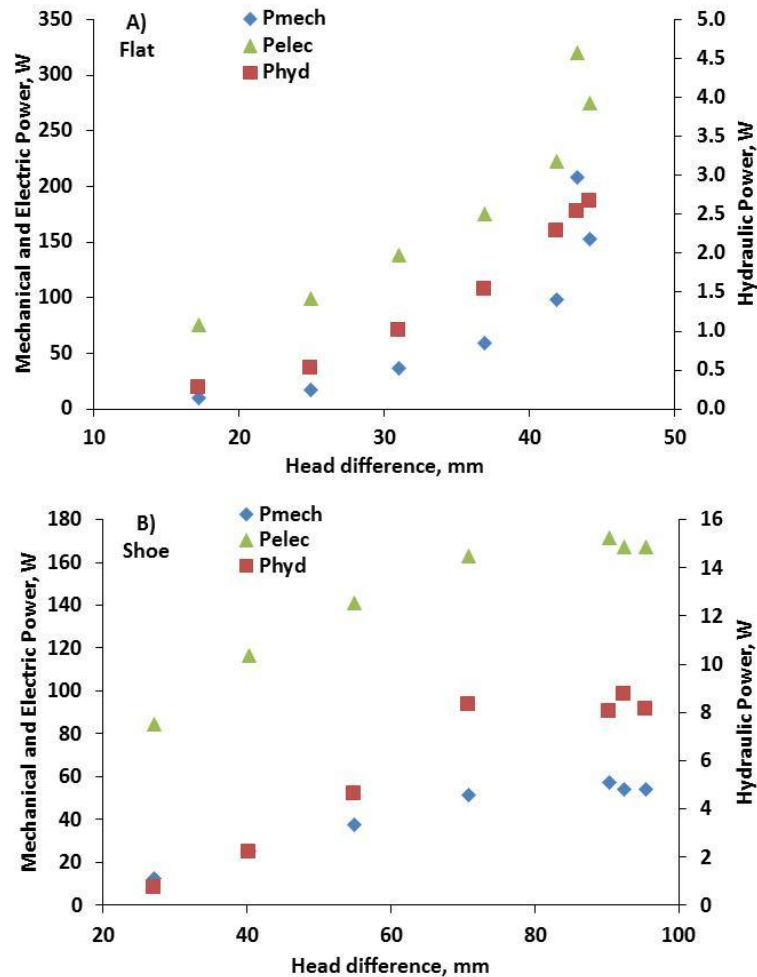 A)
Flat
Pmech
Pelec
Phyd
Mechanical and Electric Power, W
350
300
250
200
150
100
50
0
5.0
4.5
4.0
3.5
3.0
2.5
2.0
1.5
1.0
0.5
0.0
Hydraulic Power, W
10 20 30 40 50
Head difference, mm
B)
Shoe
Pmech
Pelec
Phyd
Mechanical and Electric Power, W
180
160
140
120
100
80
60
40
20
0
16
14
12
10
8
6
4
2
0
Hydraulic Power, W
20 40 60 80 100
Head difference, mm